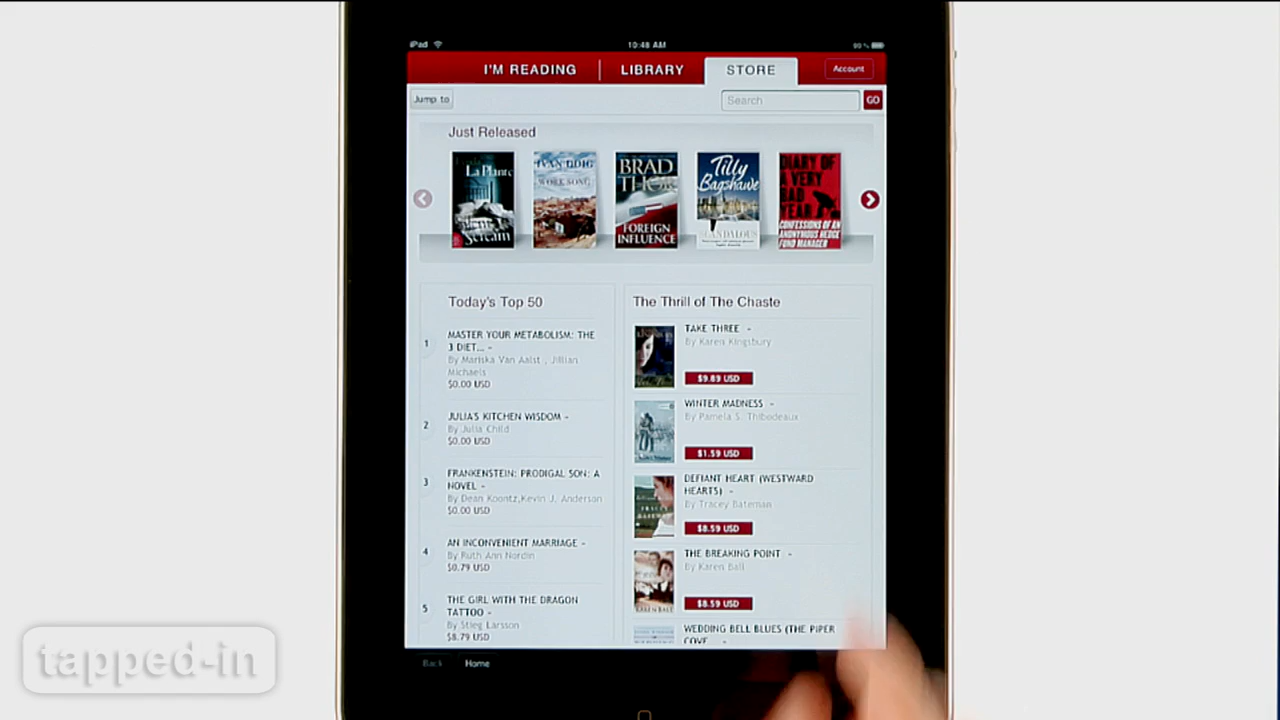 iPad
10:48 AM
99 %
I'M READING
LIBRARY
STORE
Account
Jump to
Search
GO
Just Released
La Plante
Silent Scream
IVAN DOIG
WORK SONG
BRAD
THOR
FOREIGN
INFLUENCE
Tilly
Bagshawe
SCANDALOUS
DIARY OF
A VERY
BAD
YEAR
CONFESSIONS OF
AN ANONYMOUS HEDGE
FUND MANAGER
Today's Top 50
1
MASTER YOUR METABOLISM: THE
3 DIET... -
By Mariska Van Aalst , Jillian
Michaels
$0.00 USD
2
JULIA'S KITCHEN WISDOM -
By Julia Child
$0.00 USD
3
FRANKENSTEIN: PRODIGAL SON: A
NOVEL -
By Dean Koontz,Kevin J. Anderson
$0.00 USD
4
AN INCONVENIENT MARRIAGE -
By Ruth Ann Nordin
$0.79 USD
5
THE GIRL WITH THE DRAGON
TATTOO -
By Stieg Larsson
$8.79 USD
The Thrill of The Chaste
TAKE THREE -
By Karen Kingsbury
$9.89 USD
WINTER MADNESS -
By Pamela S. Thibodeaux
$1.59 USD
DEFIANT HEART (WESTWARD
HEARTS) -
By Tracey Bateman
$8.59 USD
THE BREAKING POINT -
By Karen Ball
KAREN BALL
$8.59 USD
WEDDING BELL BLUES (THE PIPER
COVE
Back
Home
tapped-in